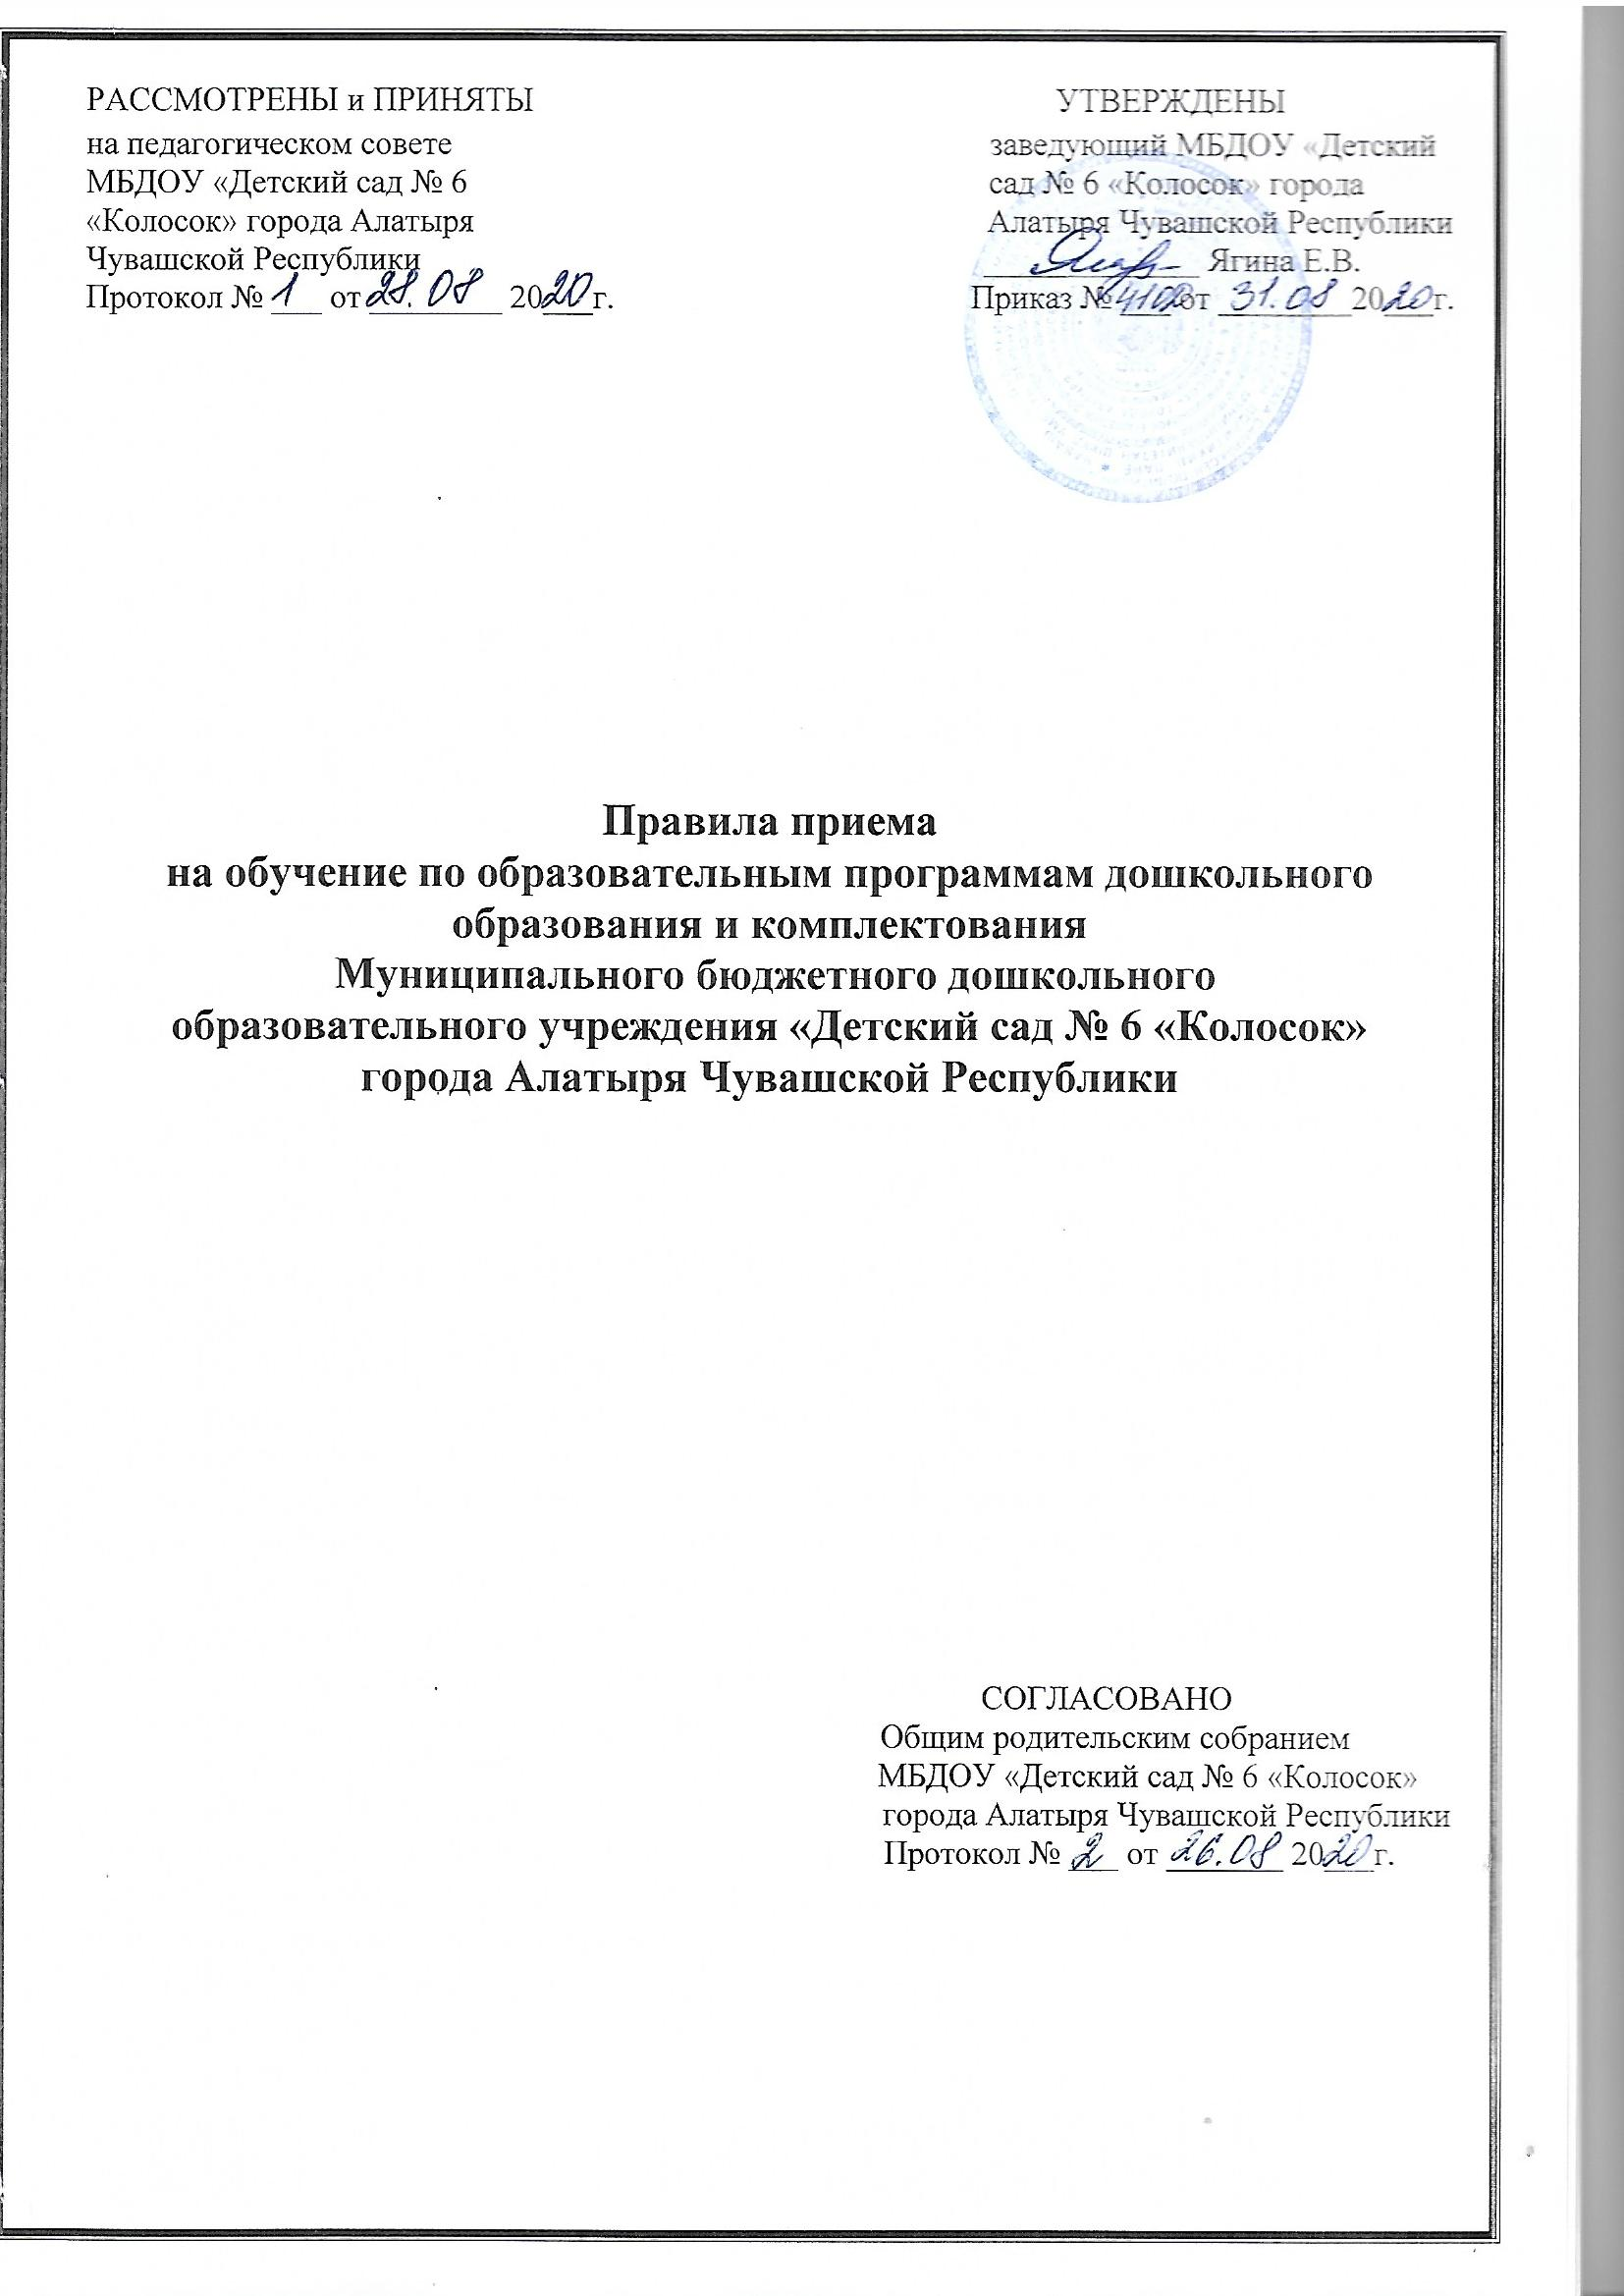 РАССМОТРЕНЫ и ПРИНЯТЫ
на педагогическом совете
МБДОУ «Детский сад № 6
«Колосок» города Алатыря
Чувашской Республики
Протокол № 1 от 28.08 2020г.
УТВЕРЖДЕНЫ
заведующий МБДОУ «Детский
сад № 6 «Колосок» города
Алатыря Чувашской Республики
Ягина Е.В.
Приказ № от 31.08 2020г.
Правила приема
на обучение по образовательным программам дошкольного
образования и комплектования
Муниципального бюджетного дошкольного
образовательного учреждения «Детский сад № 6 «Колосок»
города Алатыря Чувашской Республики
СОГЛАСОВАНО
Общим родительским собранием
МБДОУ «Детский сад № 6 «Колосок»
города Алатыря Чувашской Республики
Протокол № 2 от 26.08 2020г.